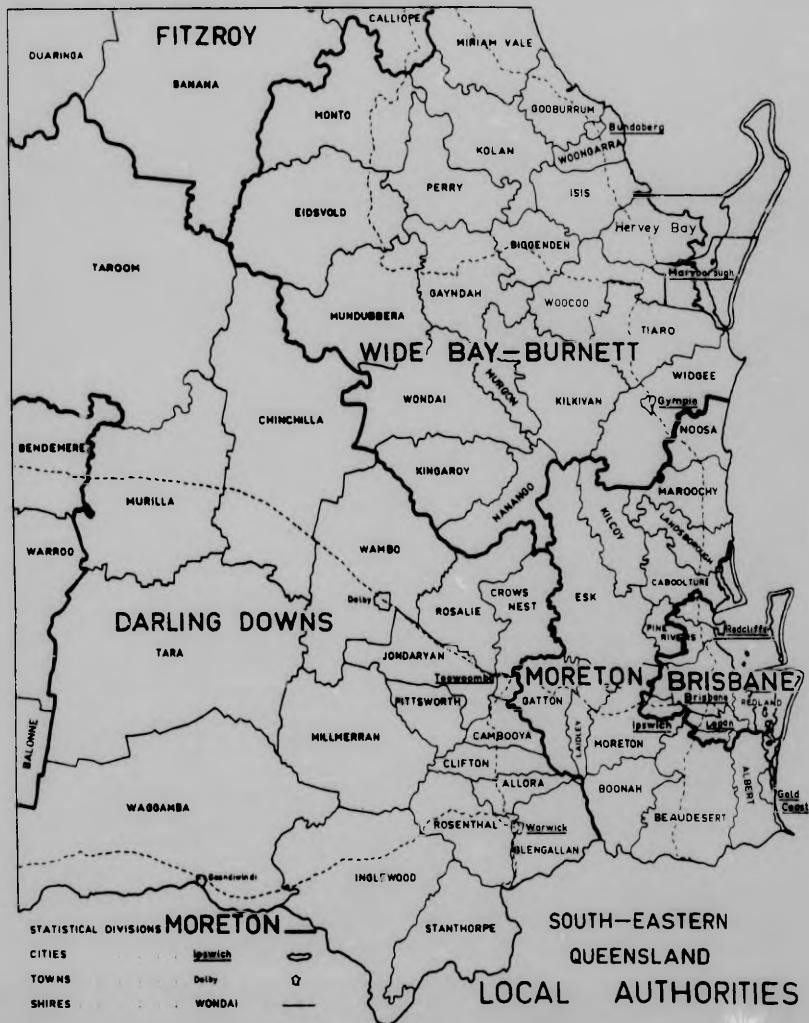 CALLIOPE
FITZROY
MIRIAM VALE
DUARINGA
BANANA
GOOBURRUM
MONTO
Bundaberg
KOLAN
WOONGARRA
PERRY
ISIS
EIDSVOLD
Hervey Bay
BIGGENDEN
TAROOM
Maryborough
GAYNDAH
MUNDUBBERA
WOOCOO
TIARO
WIDE BAY—BURNETT
WIDGEE
MURGON
WONDAI
KILKIVAN
Gympie
CHINCHILLA
NOOSA
BENDEMERE
KINGAROY
MAROOCHY
MURILLA
NANANGO
KILCOY
LANDSBOROUGH
WARROO
WAMBO
CABOOLTURE
CROWS
NEST
ESK
Dalby
ROSALIE
DARLING DOWNS
PINE
RIVERS
Redcliffe
TARA
JONDARYAN
Toowoomba
MORETON
BRISBANE
Brisbane
REDLAND
PITTSWORTH
GATTON
Ipswich
Logan
MILLMERRAN
CAMBOOYA
LAIDLEY
MORETON
BALONNE
CLIFTON
ALLORA
BOONAH
ALBERT
Gold
Coast
WAGGAMBA
BEAUDESERT
ROSENTHAL
Warwick
GLENGALLAN
Goondiwindi
INGLEWOOD
STANTHORPE
STATISTICAL DIVISIONS MORETON
CITIES Ipswich
TOWNS Dalby
SHIRES WONDAI
SOUTH—EASTERN
QUEENSLAND
LOCAL AUTHORITIES